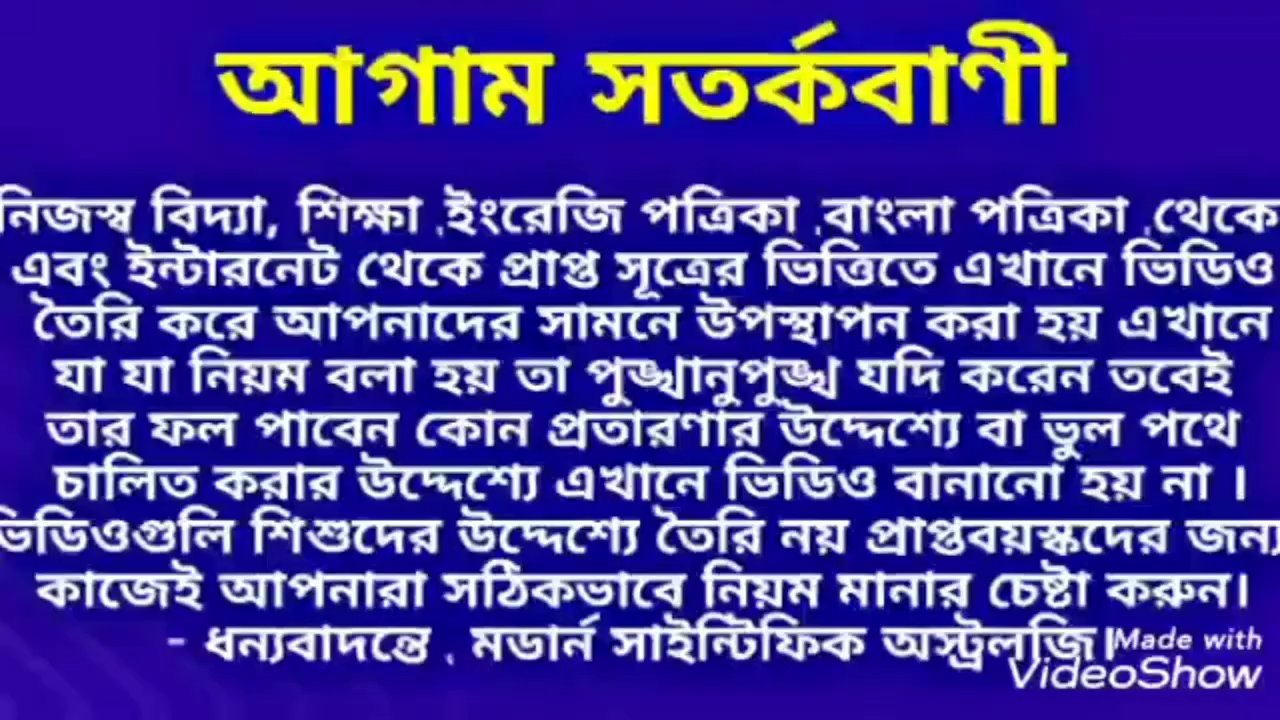 আগাম সতর্কবাণী
নিজস্ব বিদ্যা, শিক্ষা ,ইংরেজি পত্রিকা ,বাংলা পত্রিকা ,থেকে
এবং ইন্টারনেট থেকে প্রাপ্ত সূত্রের ভিত্তিতে এখানে ভিডিও
তৈরি করে আপনাদের সামনে উপস্থাপন করা হয় এখানে
যা যা নিয়ম বলা হয় তা পুঙ্খানুপুঙ্খ যদি করেন তবেই
তার ফল পাবেন কোন প্রতারণার উদ্দেশ্যে বা ভুল পথে
চালিত করার উদ্দেশ্যে এখানে ভিডিও বানানো হয় না ।
ভিডিওগুলি শিশুদের উদ্দেশ্যে তৈরি নয় প্রাপ্তবয়স্কদের জন্য
কাজেই আপনারা সঠিকভাবে নিয়ম মানার চেষ্টা করুন।
- ধন্যবাদন্তে , মডার্ন সাইন্টিফিক অস্ট্রলজি।
Made with
VideoShow